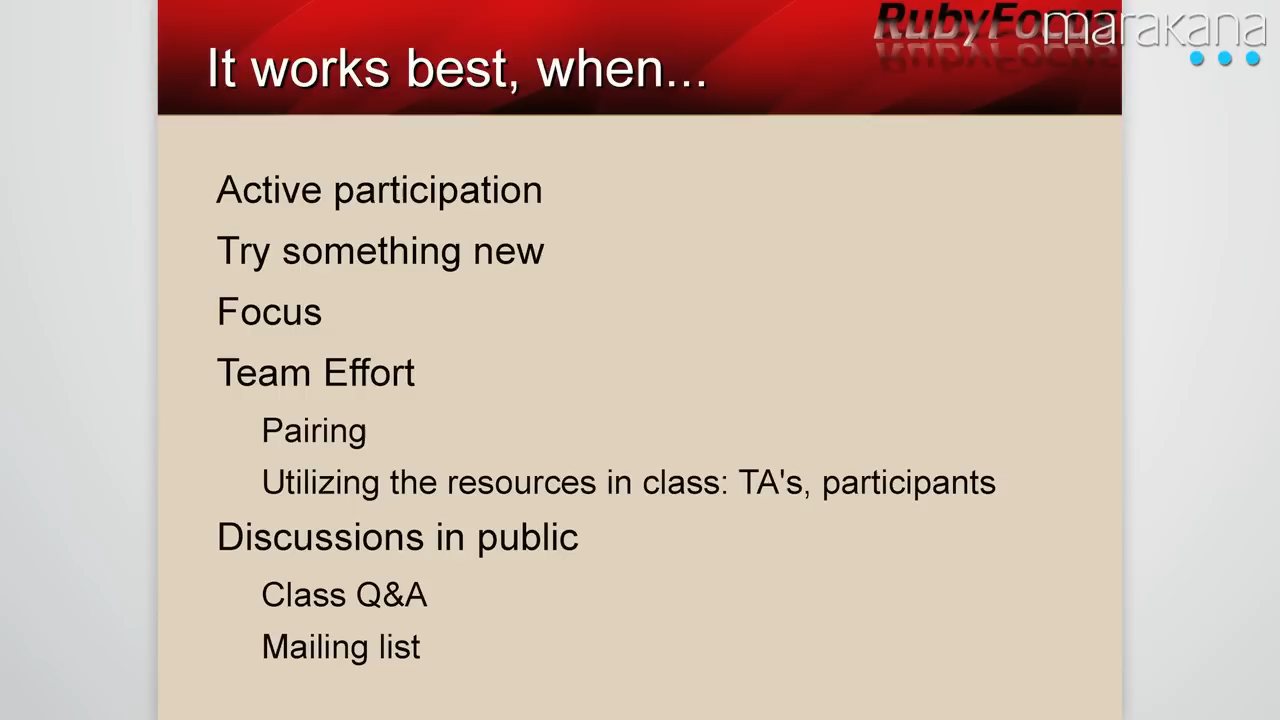 RubyFocus
marakana
It works best, when...
Active participation
Try something new
Focus
Team Effort
Pairing
Utilizing the resources in class: TA's, participants
Discussions in public
Class Q&A
Mailing list